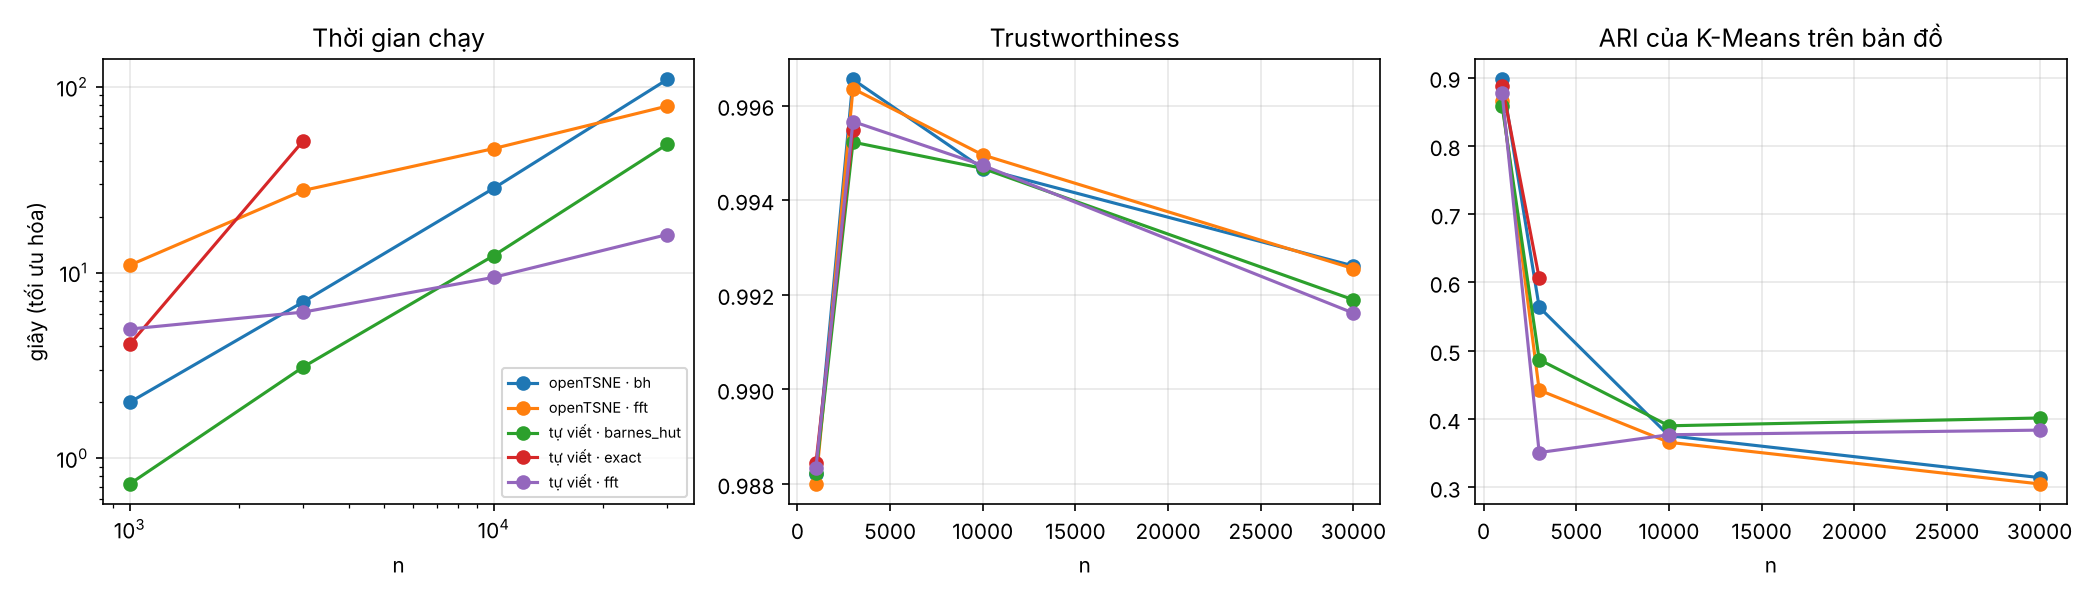 Thời gian chạy
giây (tối ưu hóa)
10²
10¹
10⁰
10³
10⁴
n
openTSNE · bh
openTSNE · fft
tự viết · barnes_hut
tự viết · exact
tự viết · fft
Trustworthiness
0.996
0.994
0.992
0.990
0.988
0 5000 10000 15000 20000 25000 30000
n
ARI của K-Means trên bản đồ
0.9
0.8
0.7
0.6
0.5
0.4
0.3
0 5000 10000 15000 20000 25000 30000
n